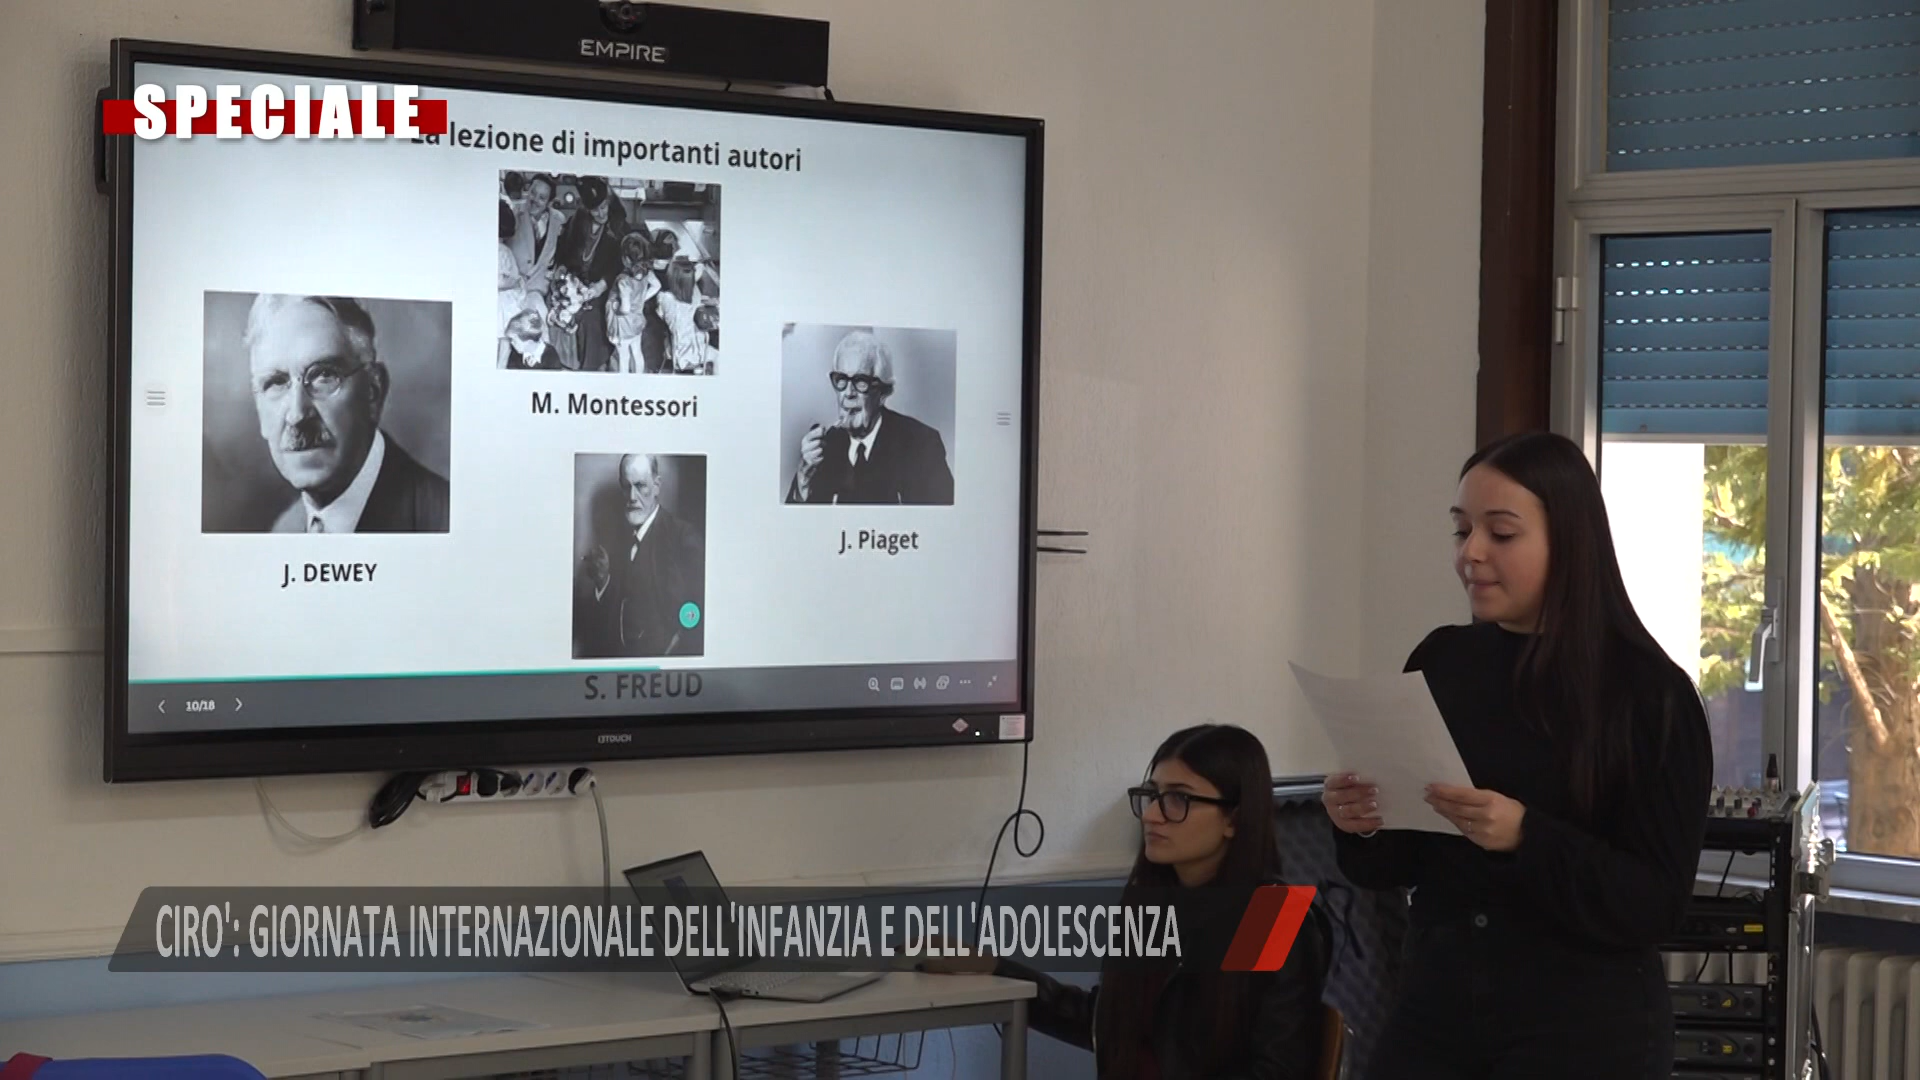 EMPIRE
SPECIALE
La lezione di importanti autori
M. Montessori
J. Piaget
J. DEWEY
S. FREUD
10/18
CIRO': GIORNATA INTERNAZIONALE DELL'INFANZIA E DELL'ADOLESCENZA